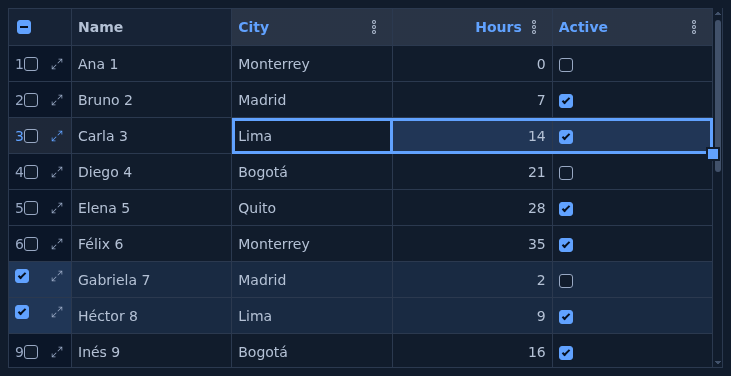 Name City Hours Active
1 Ana 1 Monterrey 0
2 Bruno 2 Madrid 7
3 Carla 3 Lima 14
4 Diego 4 Bogotá 21
5 Elena 5 Quito 28
6 Félix 6 Monterrey 35
Gabriela 7 Madrid 2
Héctor 8 Lima 9
9 Inés 9 Bogotá 16